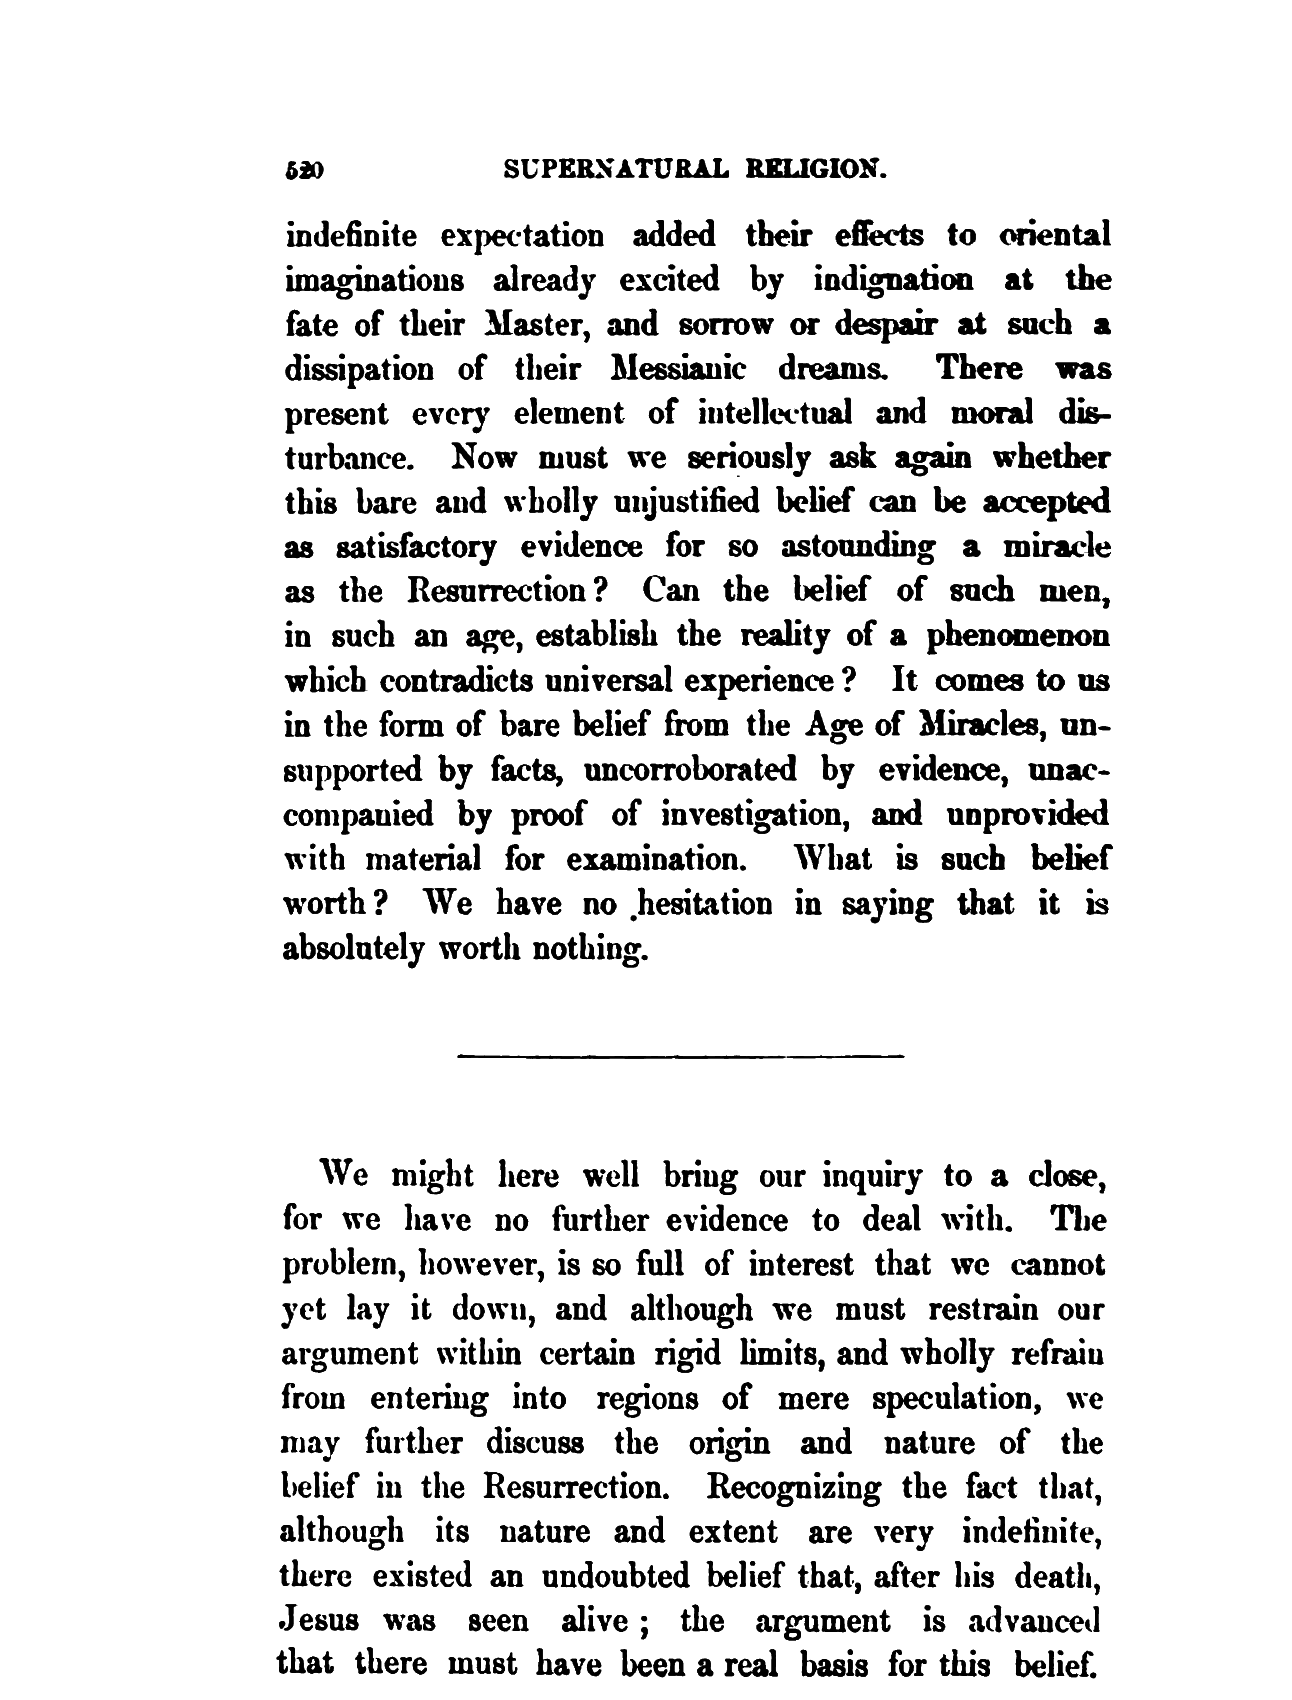 520 SUPERNATURAL RELIGION.
indefinite expectation added their effects to oriental
imaginations already excited by indignation at the
fate of their Master, and sorrow or despair at such a
dissipation of their Messianic dreams. There was
present every element of intellectual and moral dis-
turbance. Now must we seriously ask again whether
this bare and wholly unjustified belief can be accepted
as satisfactory evidence for so astounding a miracle
as the Resurrection? Can the belief of such men,
in such an age, establish the reality of a phenomenon
which contradicts universal experience? It comes to us
in the form of bare belief from the Age of Miracles, un-
supported by facts, uncorroborated by evidence, unac-
companied by proof of investigation, and unprovided
with material for examination. What is such belief
worth? We have no hesitation in saying that it is
absolutely worth nothing.
We might here well bring our inquiry to a close,
for we have no further evidence to deal with. The
problem, however, is so full of interest that we cannot
yet lay it down, and although we must restrain our
argument within certain rigid limits, and wholly refrain
from entering into regions of mere speculation, we
may further discuss the origin and nature of the
belief in the Resurrection. Recognizing the fact that,
although its nature and extent are very indefinite,
there existed an undoubted belief that, after his death,
Jesus was seen alive; the argument is advanced
that there must have been a real basis for this belief.